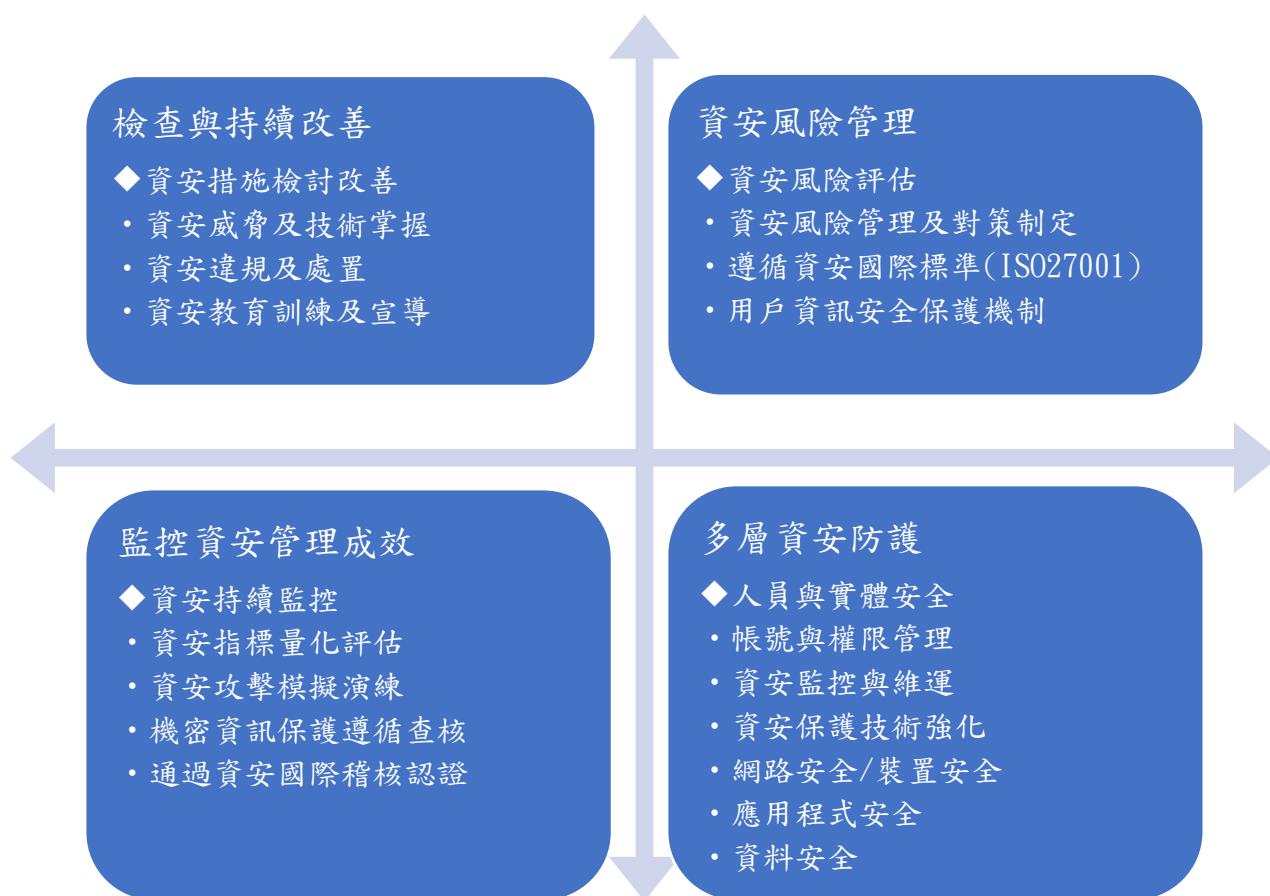 檢查與持續改善
◆資安措施檢討改善
・資安威脅及技術掌握
・資安違規及處置
・資安教育訓練及宣導
資安風險管理
◆資安風險評估
・資安風險管理及對策制定
・遵循資安國際標準(ISO27001)
・用戶資訊安全保護機制
監控資安管理成效
◆資安持續監控
・資安指標量化評估
・資安攻擊模擬演練
・機密資訊保護遵循查核
・通過資安國際稽核認證
多層資安防護
◆人員與實體安全
・帳號與權限管理
・資安監控與維運
・資安保護技術強化
・網路安全/裝置安全
・應用程式安全
・資料安全